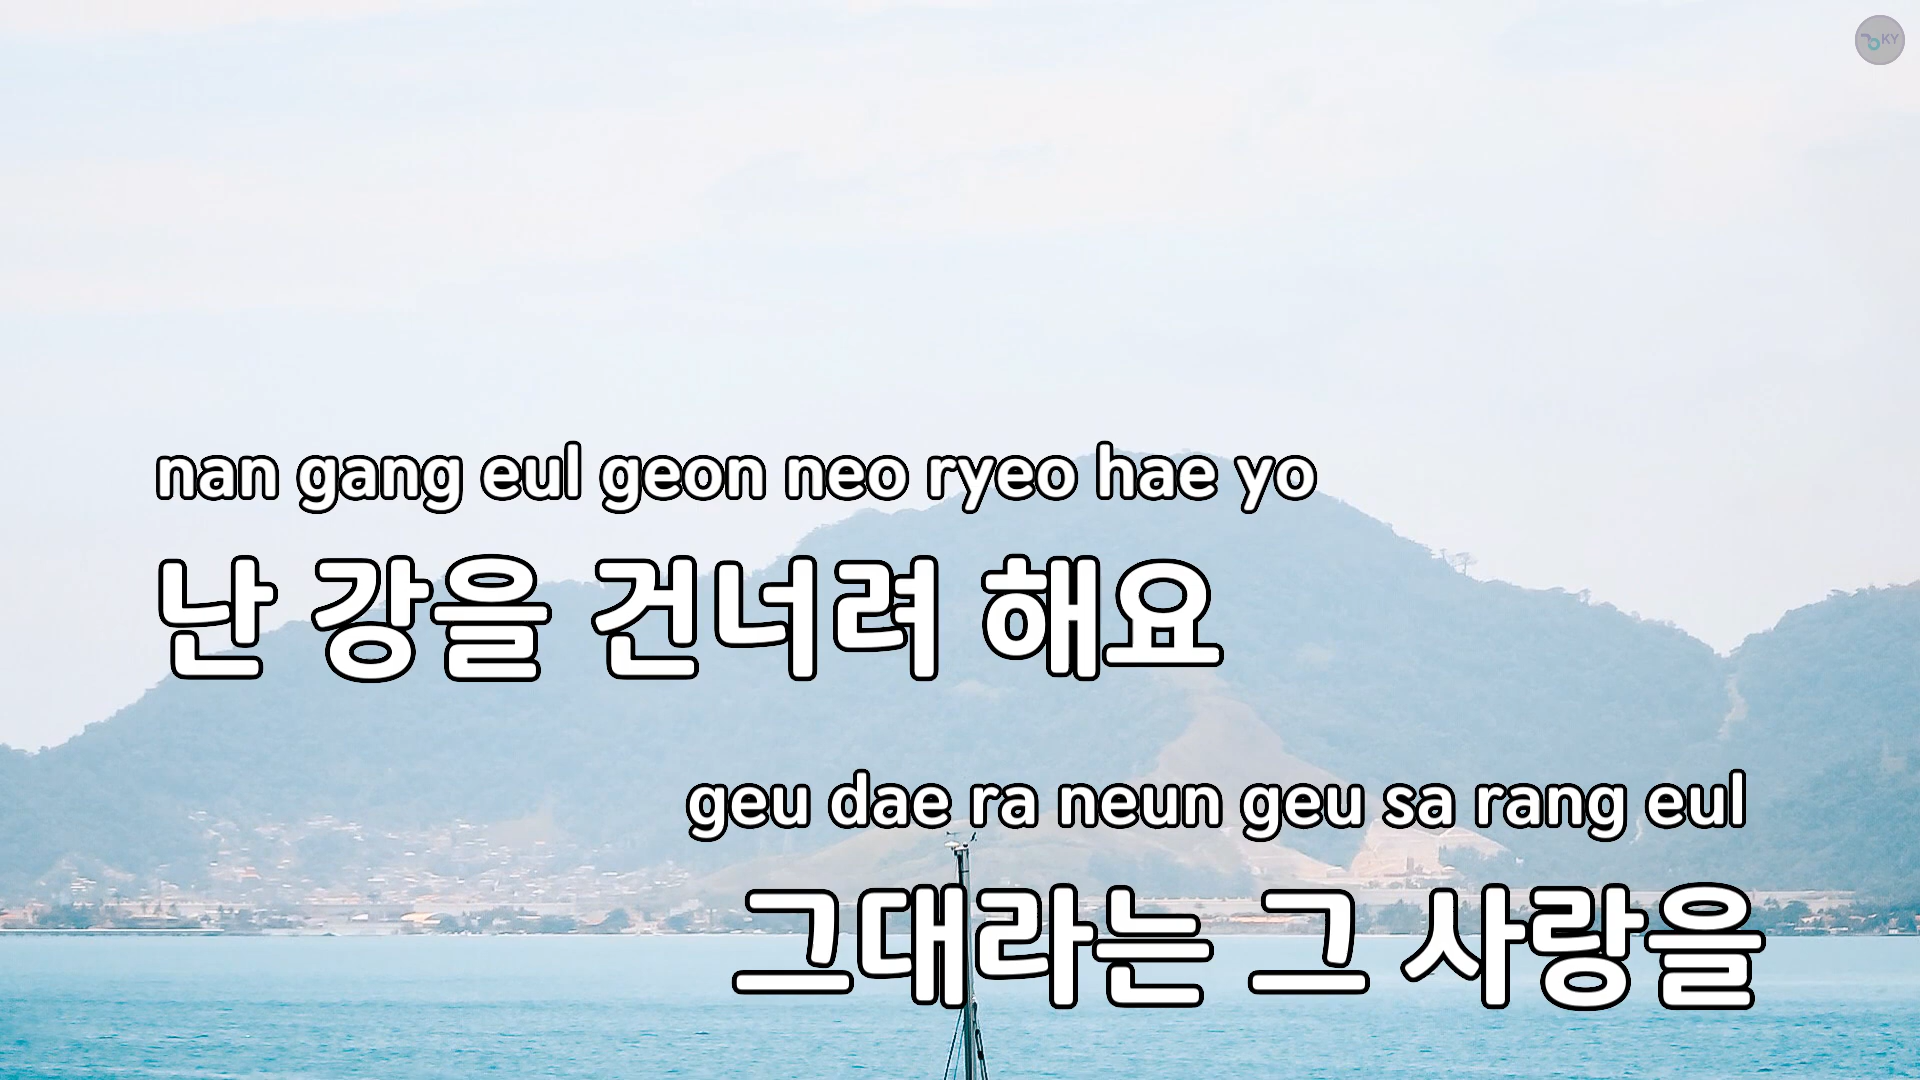 KY
nan gang eul geon neo ryeo hae yo
난 강을 건너려 해요
geu dae ra neun geu sa rang eul
그대라는 그 사랑을